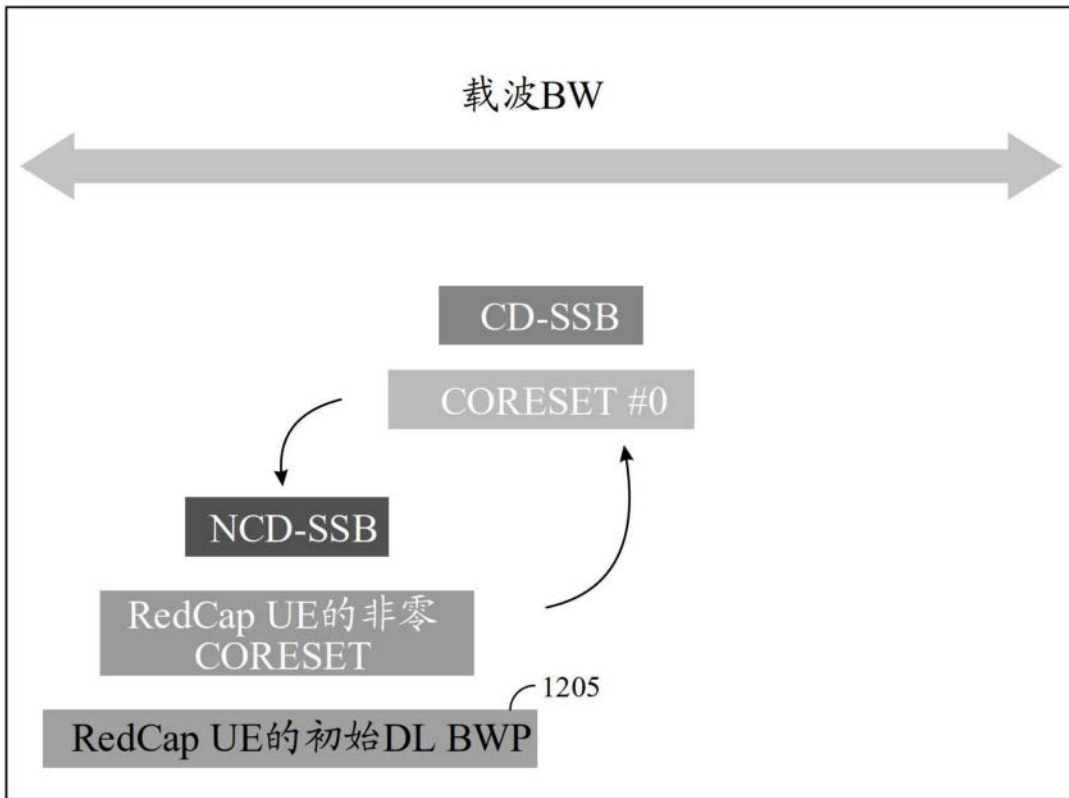 载波BW
CD-SSB
CORESET #0
NCD-SSB
RedCap UE的非零
CORESET
1205
RedCap UE的初始DL BWP